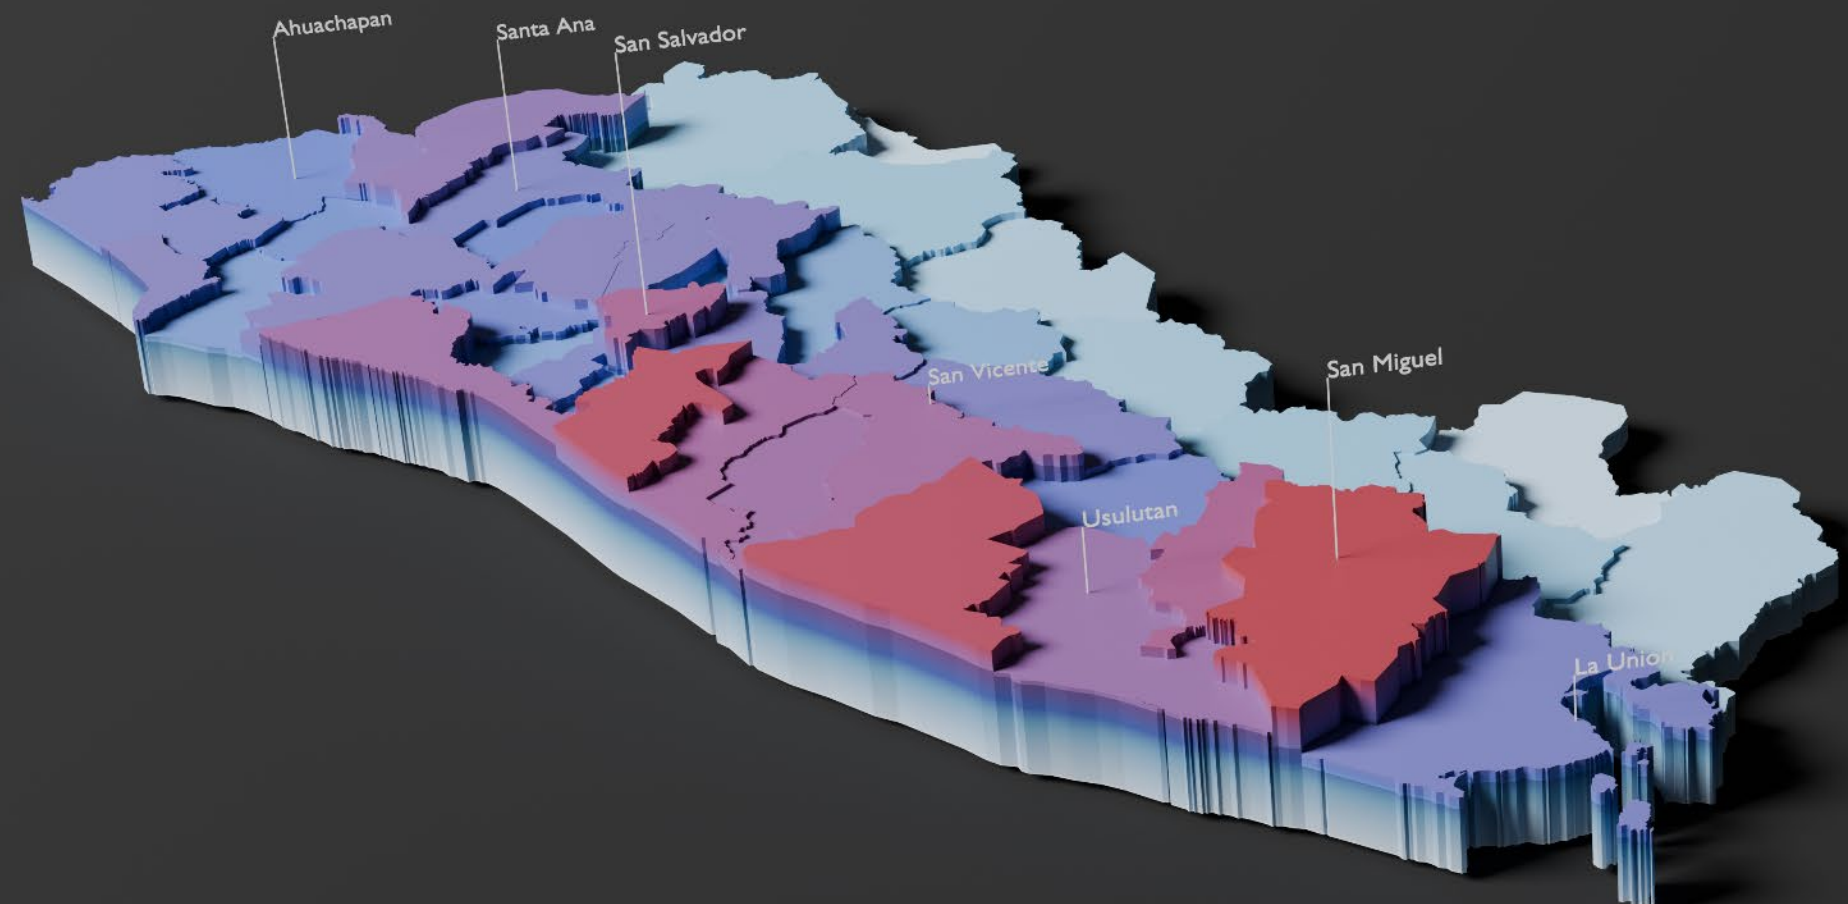 Ahuachapan
Santa Ana
San Salvador
San Vicente
San Miguel
Usulutan
La Union